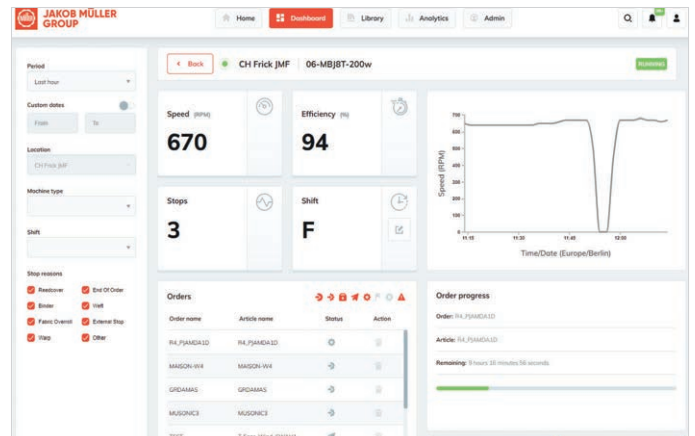 JAKOB MÜLLER
GROUP
Home
Dashboard
Library
Analytics
Admin
Period
Last hour
Custom dates
From
To
Location
CH Frick JMF
Machine type
Shift
Stop reasons
Reedcover
End Of Order
Binder
Weft
Fabric Overroll
External Stop
Warp
Other
Back
CH Frick JMF
06-MBJ8T-200w
RUNNING
Speed (RPM)
670
Efficiency (%)
94
Stops
3
Shift
F
Speed (RPM)
700
600
500
400
300
200
100
0
11:15
11:30
11:45
12:00
Time/Date (Europe/Berlin)
Orders
Order name
Article name
Status
Action
R4_PJAMDA1D
R4_PJAMDA1D
MAISON-W4
MAISON-W4
GRDAMAS
GRDAMAS
MUSONIC3
MUSONIC3
Order progress
Order: R4_PJAMDA1D
Article: R4_PJAMDA1D
Remaining: 9 hours 16 minutes 56 seconds